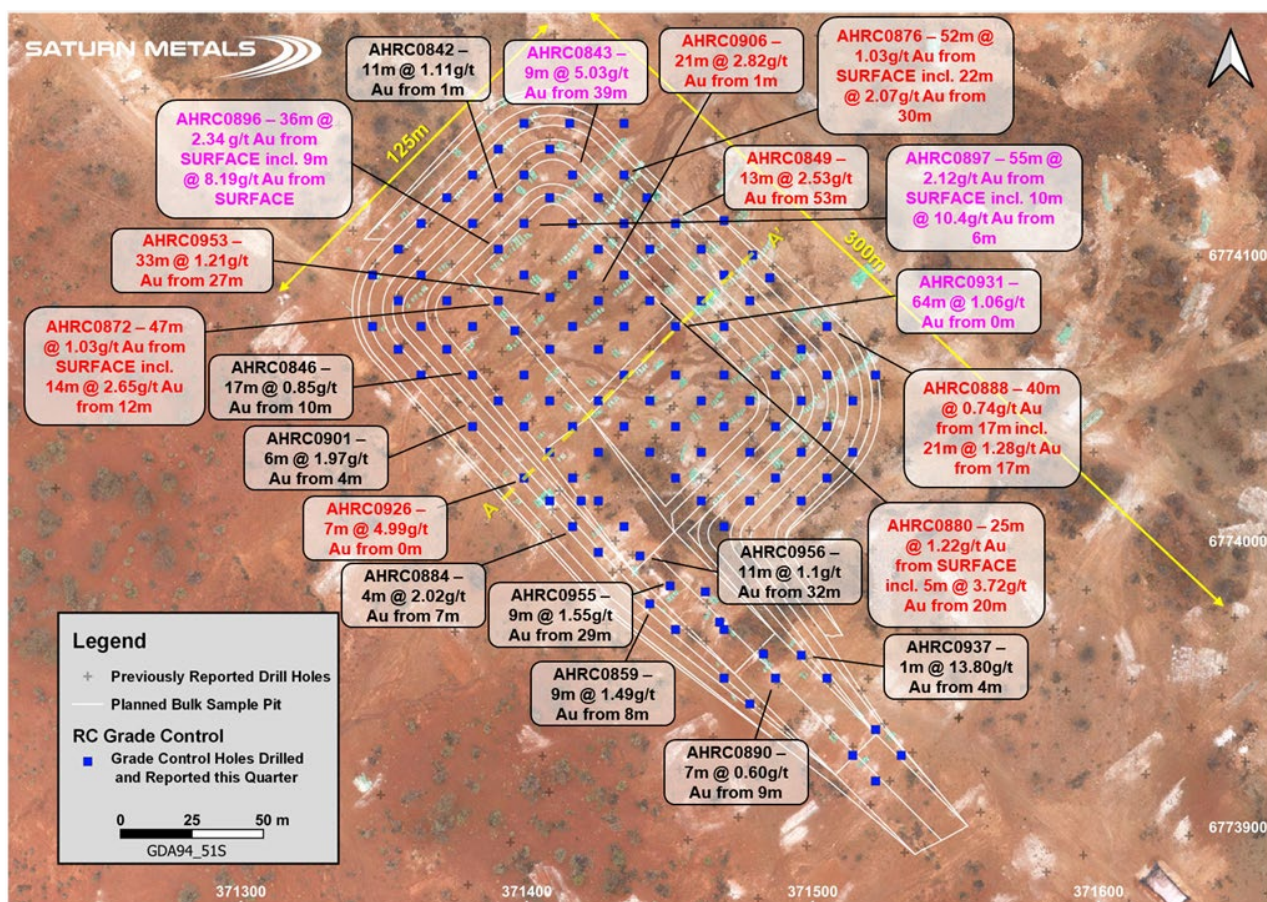 SATURN METALS
AHRC0842 –
11m @ 1.11g/t
Au from 1m
AHRC0843 –
9m @ 5.03g/t
Au from 39m
AHRC0906 –
21m @ 2.82g/t
Au from 1m
AHRC0876 – 52m @
1.03g/t Au from
SURFACE incl. 22m
@ 2.07g/t Au from
30m
AHRC0896 – 36m @
2.34 g/t Au from
SURFACE incl. 9m
@ 8.19g/t Au from
SURFACE
125m
AHRC0849 –
13m @ 2.53g/t
Au from 53m
AHRC0897 – 55m @
2.12g/t Au from
SURFACE incl. 10m
@ 10.4g/t Au from
6m
AHRC0953 –
33m @ 1.21g/t
Au from 27m
A'
300m
6774100
AHRC0931 –
64m @ 1.06g/t
Au from 0m
AHRC0872 – 47m
@ 1.03g/t Au from
SURFACE incl.
14m @ 2.65g/t Au
from 12m
AHRC0846 –
17m @ 0.85g/t
Au from 10m
AHRC0888 – 40m
@ 0.74g/t Au
from 17m incl.
21m @ 1.28g/t Au
from 17m
AHRC0901 –
6m @ 1.97g/t
Au from 4m
A
AHRC0926 –
7m @ 4.99g/t
Au from 0m
AHRC0880 – 25m
@ 1.22g/t Au
from SURFACE
incl. 5m @ 3.72g/t
Au from 20m
6774000
AHRC0884 –
4m @ 2.02g/t
Au from 7m
AHRC0955 –
9m @ 1.55g/t
Au from 29m
AHRC0956 –
11m @ 1.1g/t
Au from 32m
AHRC0859 –
9m @ 1.49g/t
Au from 8m
AHRC0937 –
1m @ 13.80g/t
Au from 4m
AHRC0890 –
7m @ 0.60g/t
Au from 9m
Legend
Previously Reported Drill Holes
Planned Bulk Sample Pit
RC Grade Control
Grade Control Holes Drilled
and Reported this Quarter
0 25 50 m
GDA94_51S
6773900
371300
371400
371500
371600